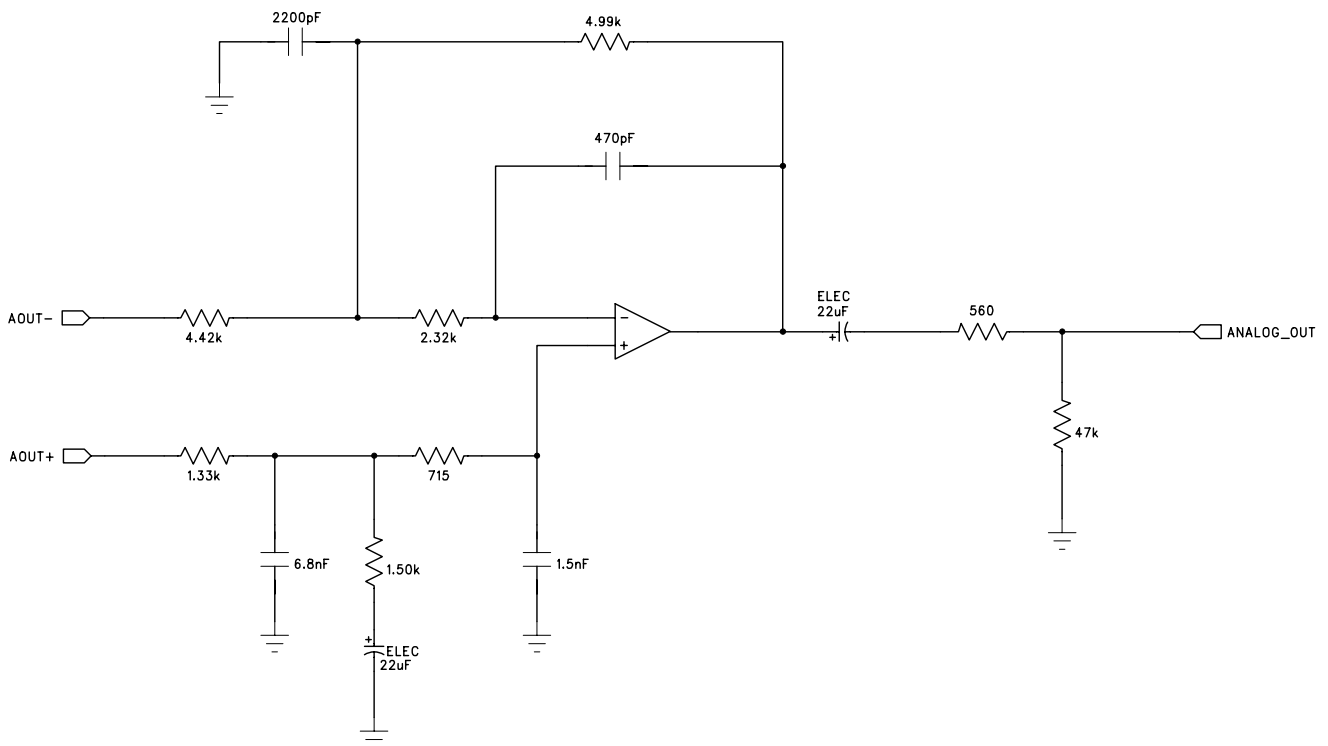 2200pF
4.99k
470pF
AOUT-
4.42k
2.32k
-
+
ELEC
22uF
+
560
ANALOG_OUT
47k
AOUT+
1.33k
715
6.8nF
1.50k
1.5nF
+
ELEC
22uF